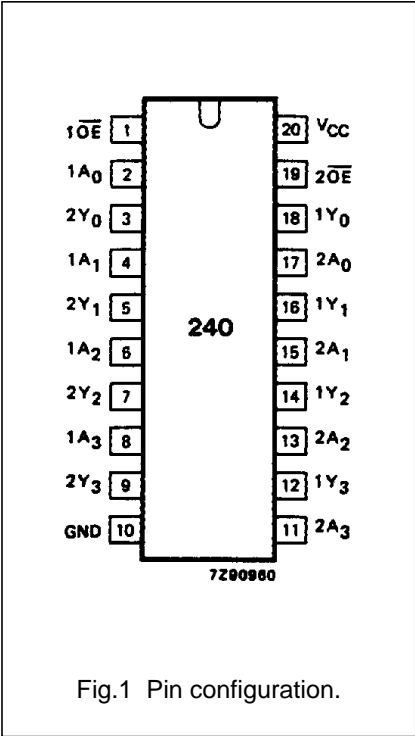 1O̅E̅ 1 20 VCC
1A0 2 19 2O̅E̅
2Y0 3 18 1Y0
1A1 4 17 2A0
2Y1 5 16 1Y1
240
1A2 6 15 2A1
2Y2 7 14 1Y2
1A3 8 13 2A2
2Y3 9 12 1Y3
GND 10 11 2A3
7Z90960
Fig.1 Pin configuration.